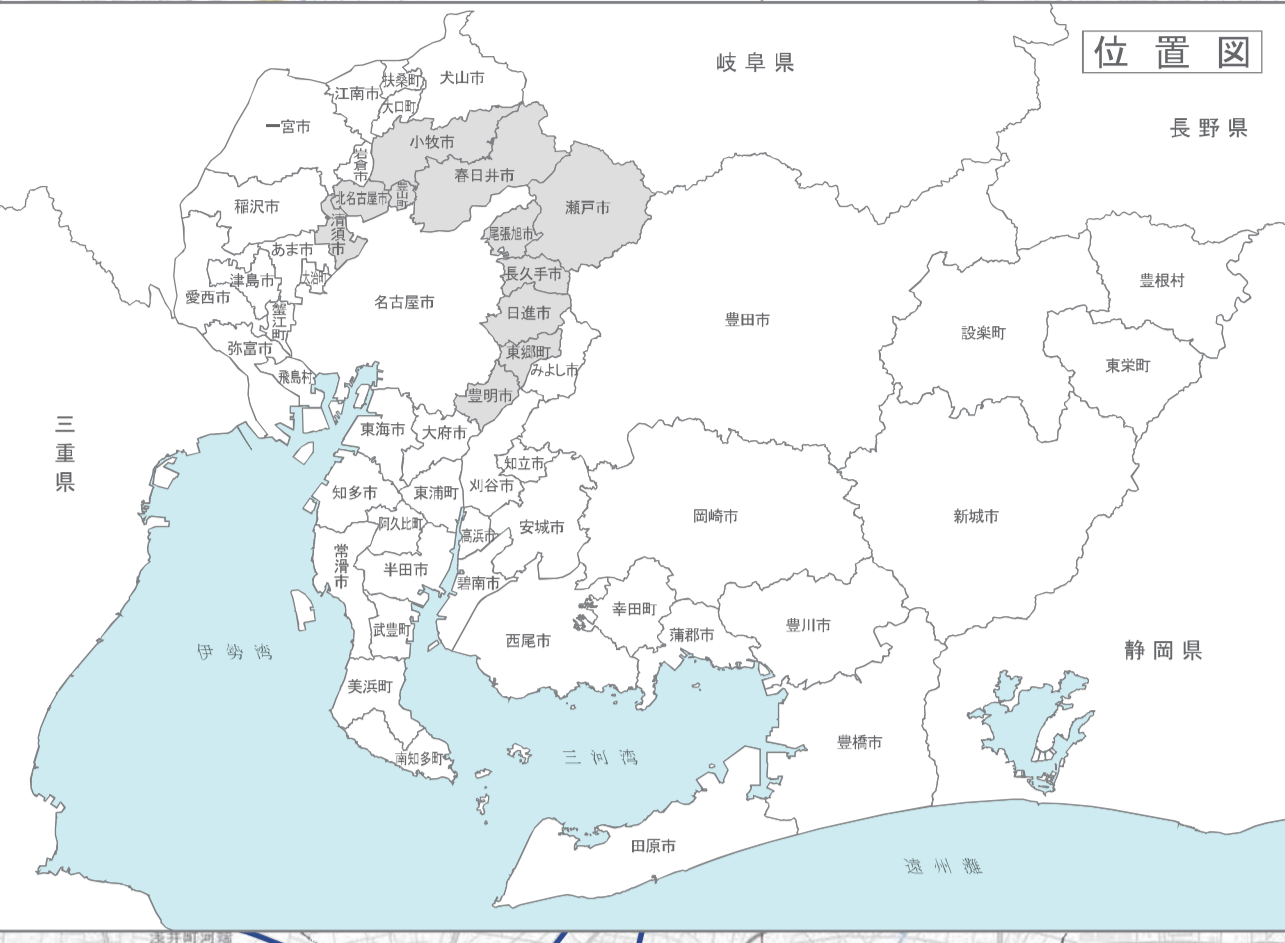 位置図
岐阜県
長野県
犬山市
扶桑町
江南市
大口町
一宮市
小牧市
岩倉市
春日井市
豊山町
北名古屋市
稲沢市
瀬戸市
清須市
尾張旭市
あま市
長久手市
津島市
大治町
豊根村
愛西市
名古屋市
日進市
蟹江町
豊田市
設楽町
弥富市
東郷町
みよし市
東栄町
飛島村
豊明市
三重県
東海市
大府市
知立市
知多市
東浦町
刈谷市
岡崎市
新城市
阿久比町
安城市
高浜市
常滑市
半田市
碧南市
幸田町
武豊町
蒲郡市
豊川市
西尾市
伊勢湾
静岡県
美浜町
豊橋市
南知多町
三河湾
田原市
遠州灘
浅井町河端